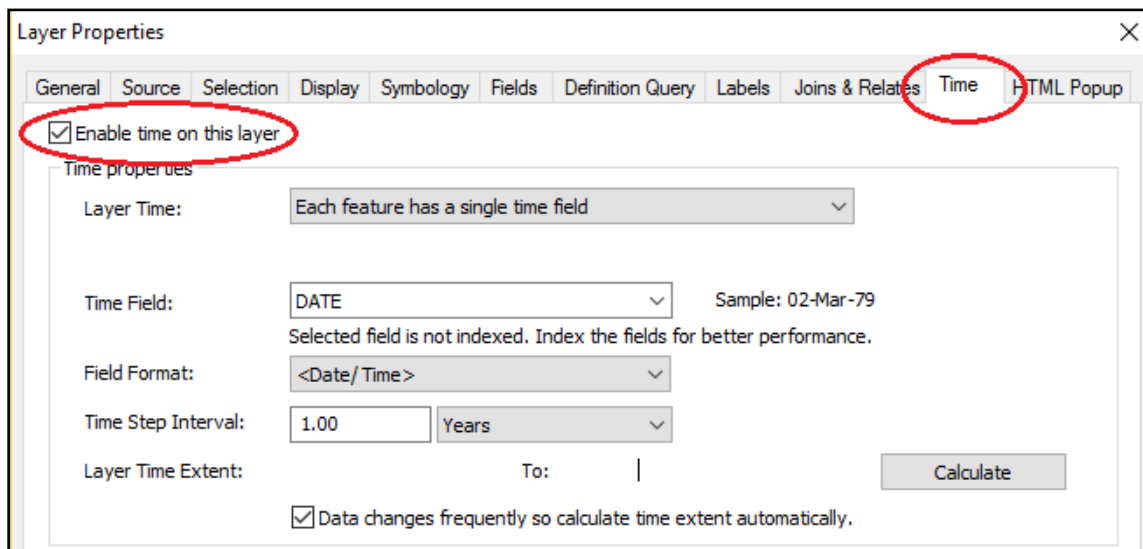 Layer Properties
General Source Selection Display Symbology Fields Definition Query Labels Joins & Relates Time HTML Popup
Enable time on this layer
Time properties
Layer Time: Each feature has a single time field
Time Field: DATE Sample: 02-Mar-79
Selected field is not indexed. Index the fields for better performance.
Field Format: <Date/Time>
Time Step Interval: 1.00 Years
Layer Time Extent: To: Calculate
Data changes frequently so calculate time extent automatically.